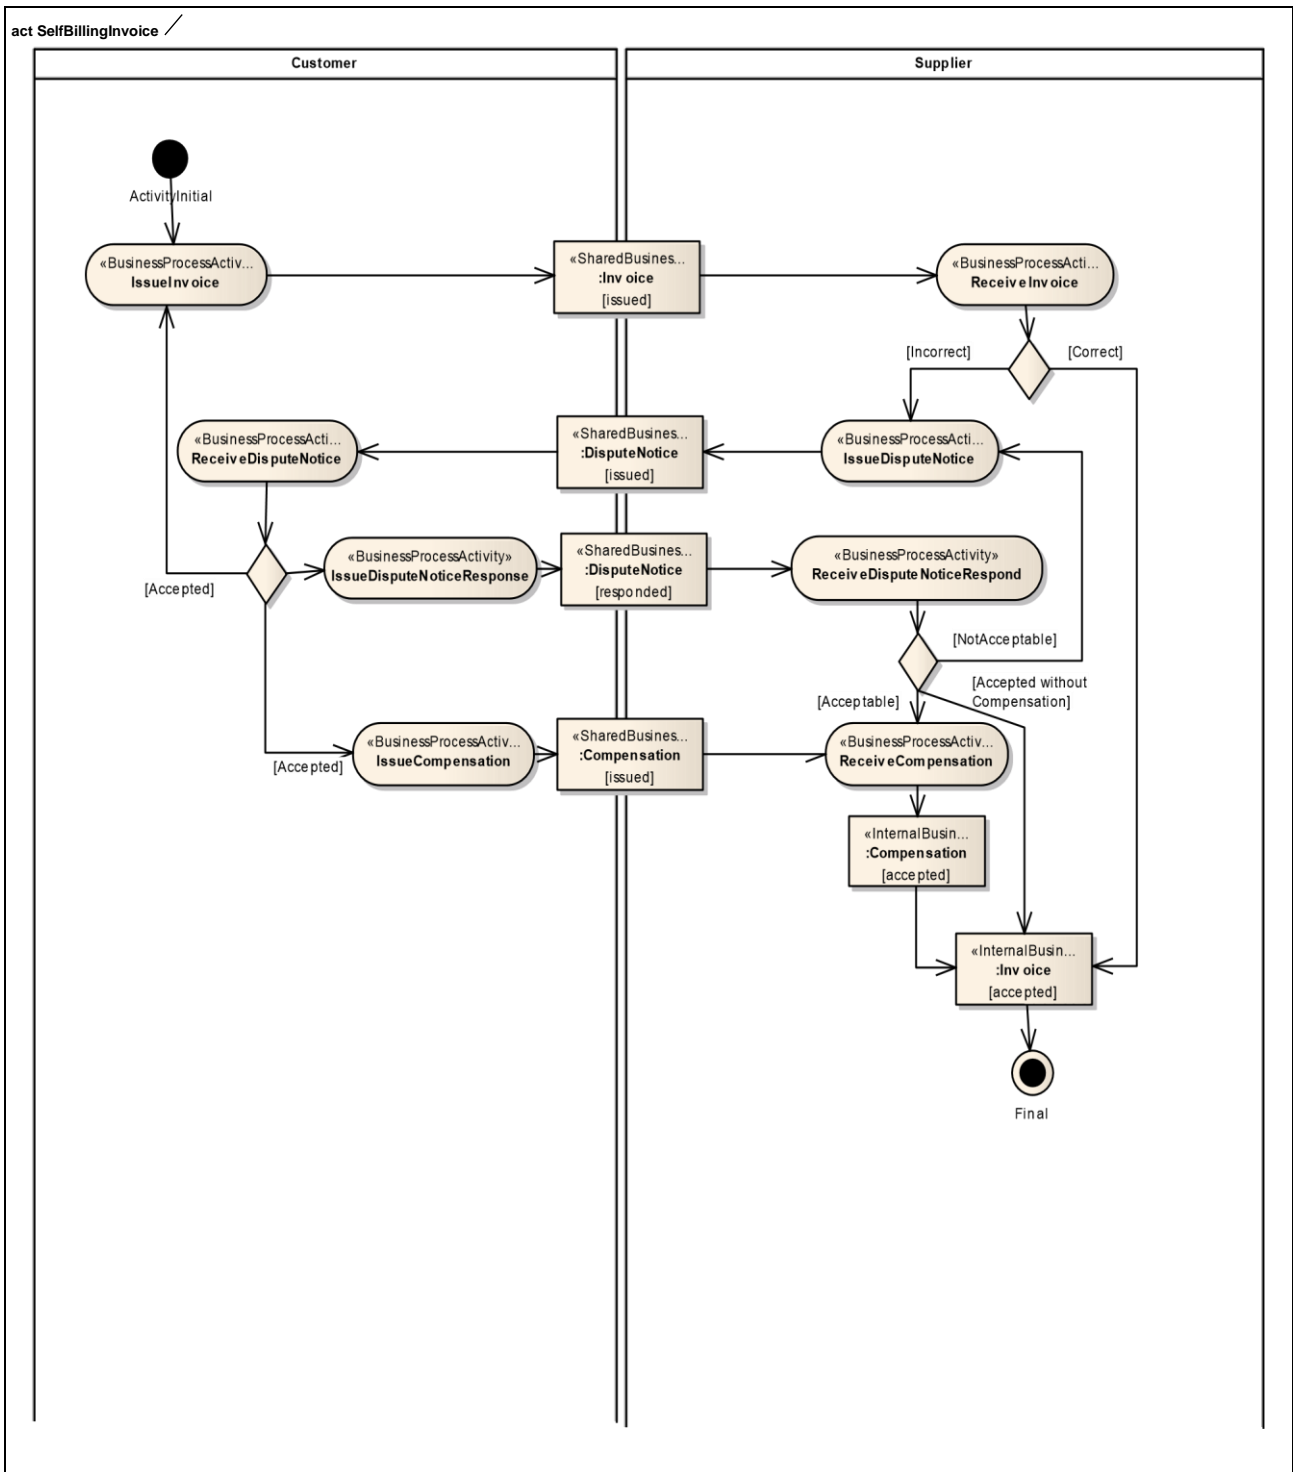 act SelfBillingInvoice
Customer
Supplier
ActivityInitial
«BusinessProcessActiv...
IssueInvoice
«SharedBusines...
:Invoice
[issued]
«BusinessProcessActi...
ReceiveInvoice
[Incorrect]
[Correct]
«BusinessProcessActi...
ReceiveDisputeNotice
«SharedBusines...
:DisputeNotice
[issued]
«BusinessProcessActi...
IssueDisputeNotice
[Accepted]
«BusinessProcessActivity»
IssueDisputeNoticeResponse
«SharedBusines...
:DisputeNotice
[responded]
«BusinessProcessActivity»
ReceiveDisputeNoticeRespond
[NotAcceptable]
[Accepted without
Compensation]
[Acceptable]
[Accepted]
«BusinessProcessActiv...
IssueCompensation
«SharedBusines...
:Compensation
[issued]
«BusinessProcessActiv...
ReceiveCompensation
«InternalBusin...
:Compensation
[accepted]
«InternalBusin...
:Invoice
[accepted]
Final